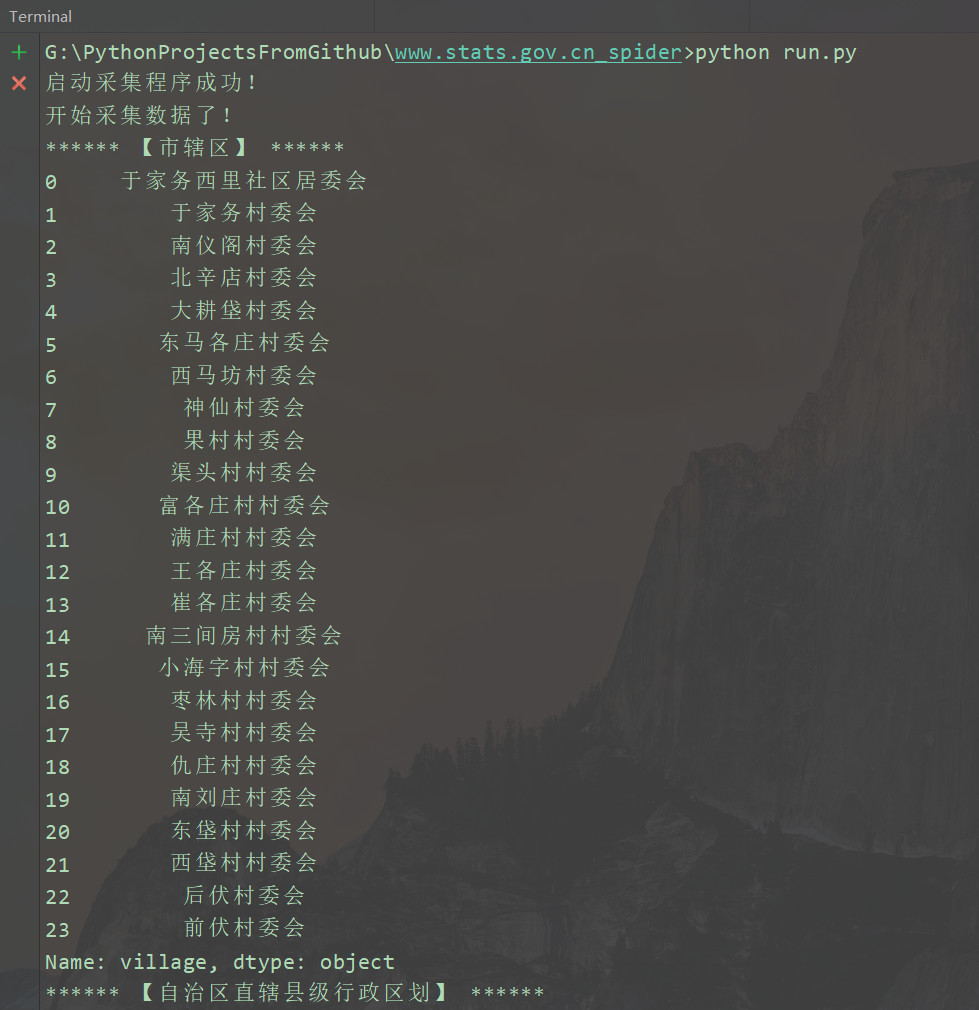 Terminal
G:\PythonProjectsFromGithub\www.stats.gov.cn_spider>python run.py
启动采集程序成功！
开始采集数据了！
****** 【市辖区】 ******
0 于家务西里社区居委会
1 于家务村委会
2 南仪阁村委会
3 北辛店村委会
4 大耕垡村委会
5 东马各庄村委会
6 西马坊村委会
7 神仙村委会
8 果村村委会
9 渠头村村委会
10 富各庄村村委会
11 满庄村村委会
12 王各庄村委会
13 崔各庄村委会
14 南三间房村村委会
15 小海字村村委会
16 枣林村村委会
17 吴寺村村委会
18 仇庄村村委会
19 南刘庄村委会
20 东垡村村委会
21 西垡村村委会
22 后伏村委会
23 前伏村委会
Name: village, dtype: object
****** 【自治区直辖县级行政区划】 ******